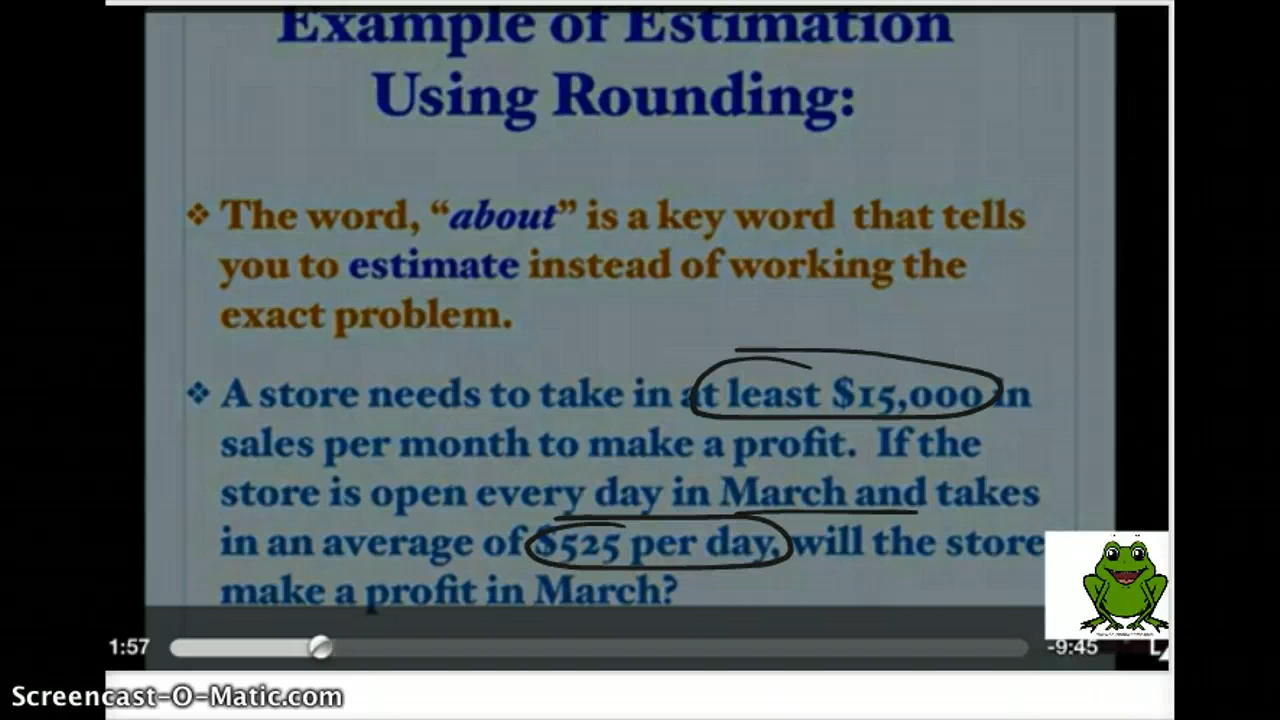 Example of Estimation
Using Rounding:
❖ The word, “about” is a key word that tells
you to estimate instead of working the
exact problem.
❖ A store needs to take in at least $15,000 in
sales per month to make a profit. If the
store is open every day in March and takes
in an average of $525 per day, will the store
make a profit in March?
1:57
-9:45
Screencast-O-Matic.com